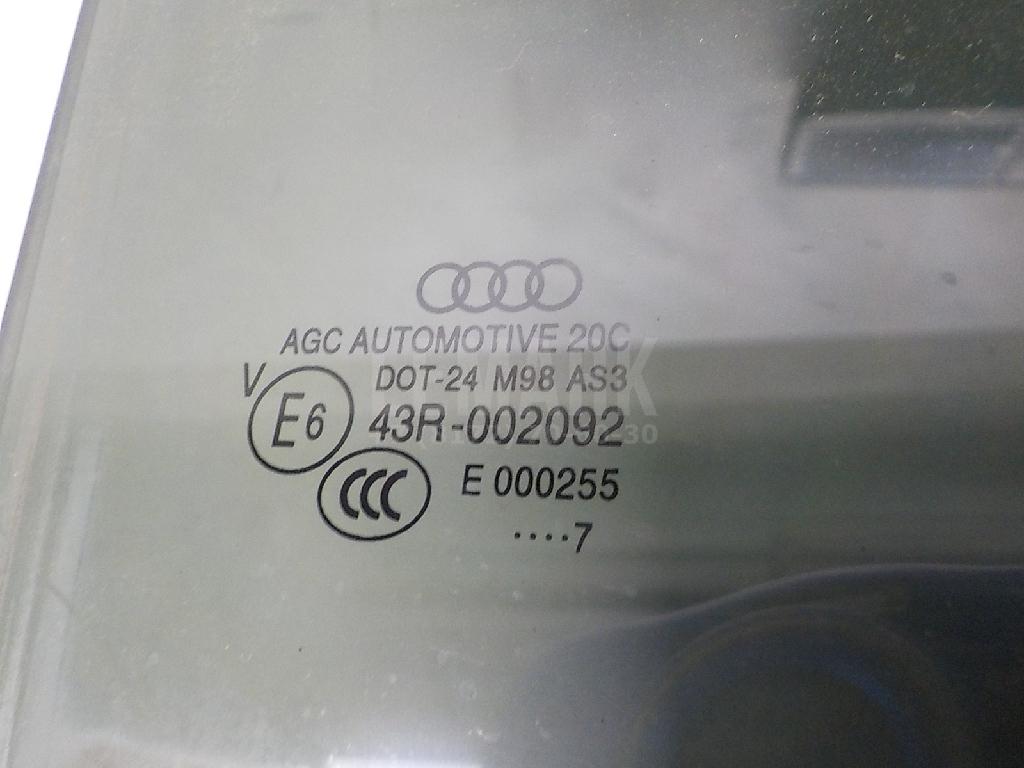 AGC AUTOMOTIVE 20C
DOT-24 M98 AS3
V
E6 43R-002092
CCC E 000255
....7